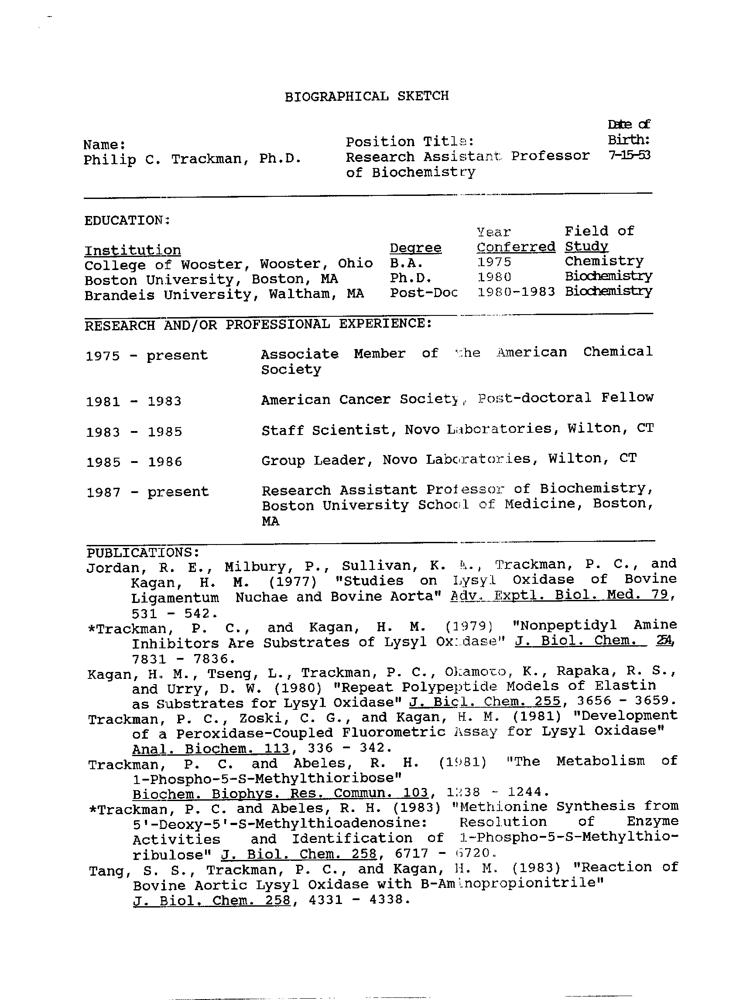 BIOGRAPHICAL SKETCH
Date of
Name: Position Title: Birth:
Philip C. Trackman, Ph.D. Research Assistant Professor 7-15-53
of Biochemistry
EDUCATION:
Year Field of
Institution Degree Conferred Study
College of Wooster, Wooster, Ohio B.A. 1975 Chemistry
Boston University, Boston, MA Ph.D. 1980 Biochemistry
Brandeis University, Waltham, MA Post-Doc 1980-1983 Biochemistry
RESEARCH AND/OR PROFESSIONAL EXPERIENCE:
1975 - present Associate Member of the American Chemical
Society
1981 - 1983 American Cancer Society, Post-doctoral Fellow
1983 - 1985 Staff Scientist, Novo Laboratories, Wilton, CT
1985 - 1986 Group Leader, Novo Laboratories, Wilton, CT
1987 - present Research Assistant Professor of Biochemistry,
Boston University School of Medicine, Boston,
MA
PUBLICATIONS:
Jordan, R. E., Milbury, P., Sullivan, K. A., Trackman, P. C., and
Kagan, H. M. (1977) "Studies on Lysyl Oxidase of Bovine
Ligamentum Nuchae and Bovine Aorta" Adv. Exptl. Biol. Med. 79,
531 - 542.
*Trackman, P. C., and Kagan, H. M. (1979) "Nonpeptidyl Amine
Inhibitors Are Substrates of Lysyl Oxidase" J. Biol. Chem. 254,
7831 - 7836.
Kagan, H. M., Tseng, L., Trackman, P. C., Okamoto, K., Rapaka, R. S.,
and Urry, D. W. (1980) "Repeat Polypeptide Models of Elastin
as Substrates for Lysyl Oxidase" J. Biol. Chem. 255, 3656 - 3659.
Trackman, P. C., Zoski, C. G., and Kagan, H. M. (1981) "Development
of a Peroxidase-Coupled Fluorometric Assay for Lysyl Oxidase"
Anal. Biochem. 113, 336 - 342.
Trackman, P. C. and Abeles, R. H. (1981) "The Metabolism of
1-Phospho-5-S-Methylthioribose"
Biochem. Biophys. Res. Commun. 103, 1238 - 1244.
*Trackman, P. C. and Abeles, R. H. (1983) "Methionine Synthesis from
5'-Deoxy-5'-S-Methylthioadenosine: Resolution of Enzyme
Activities and Identification of 1-Phospho-5-S-Methylthio-
ribulose" J. Biol. Chem. 258, 6717 - 6720.
Tang, S. S., Trackman, P. C., and Kagan, H. M. (1983) "Reaction of
Bovine Aortic Lysyl Oxidase with B-Aminopropionitrile"
J. Biol. Chem. 258, 4331 - 4338.